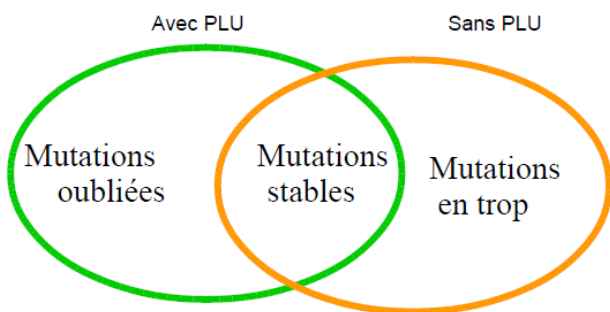 Avec PLU
Sans PLU
Mutations
oubliées
Mutations
stables
Mutations
en trop